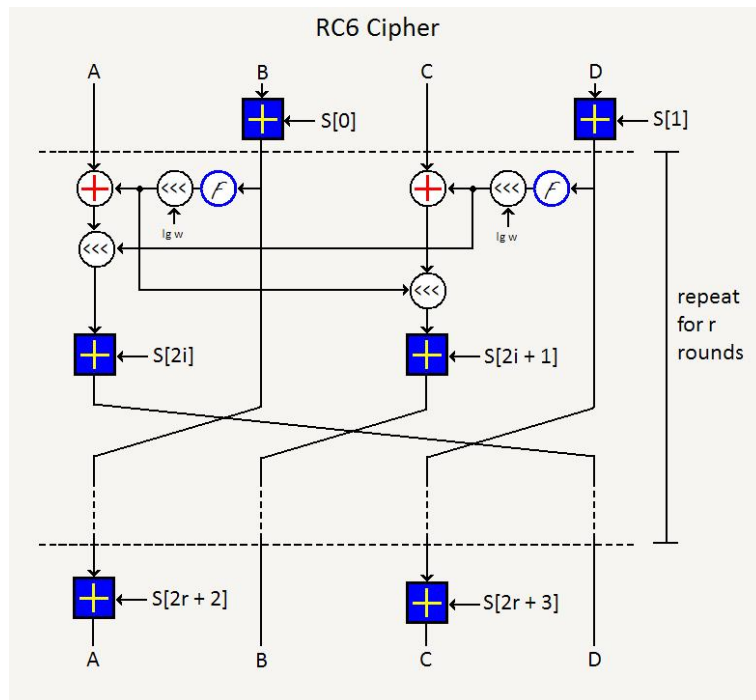 RC6 Cipher
A B C D
S[0] S[1]
<<< F <<< F
lg w lg w
<<< <<<
S[2i] S[2i + 1]
repeat
for r
rounds
S[2r + 2] S[2r + 3]
A B C D